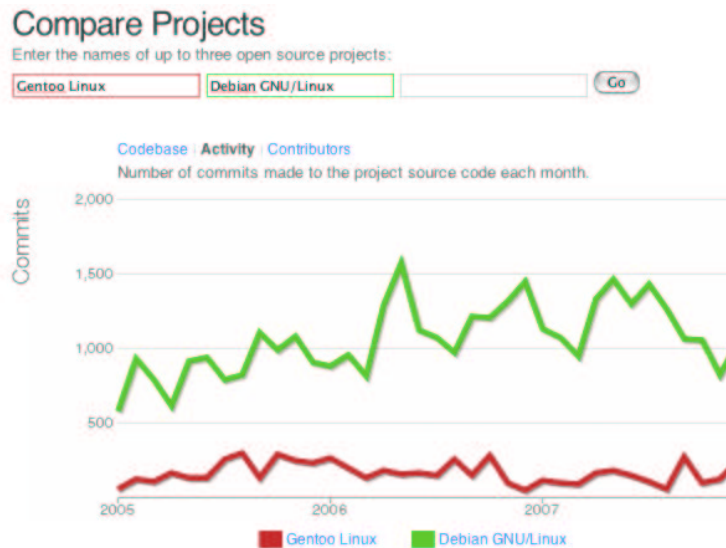 Compare Projects
Enter the names of up to three open source projects:
Gentoo Linux Debian GNU/Linux Go
Codebase Activity Contributors
Number of commits made to the project source code each month.
2,000
Commits
1,500
1,000
500
2005 2006 2007
Gentoo Linux Debian GNU/Linux